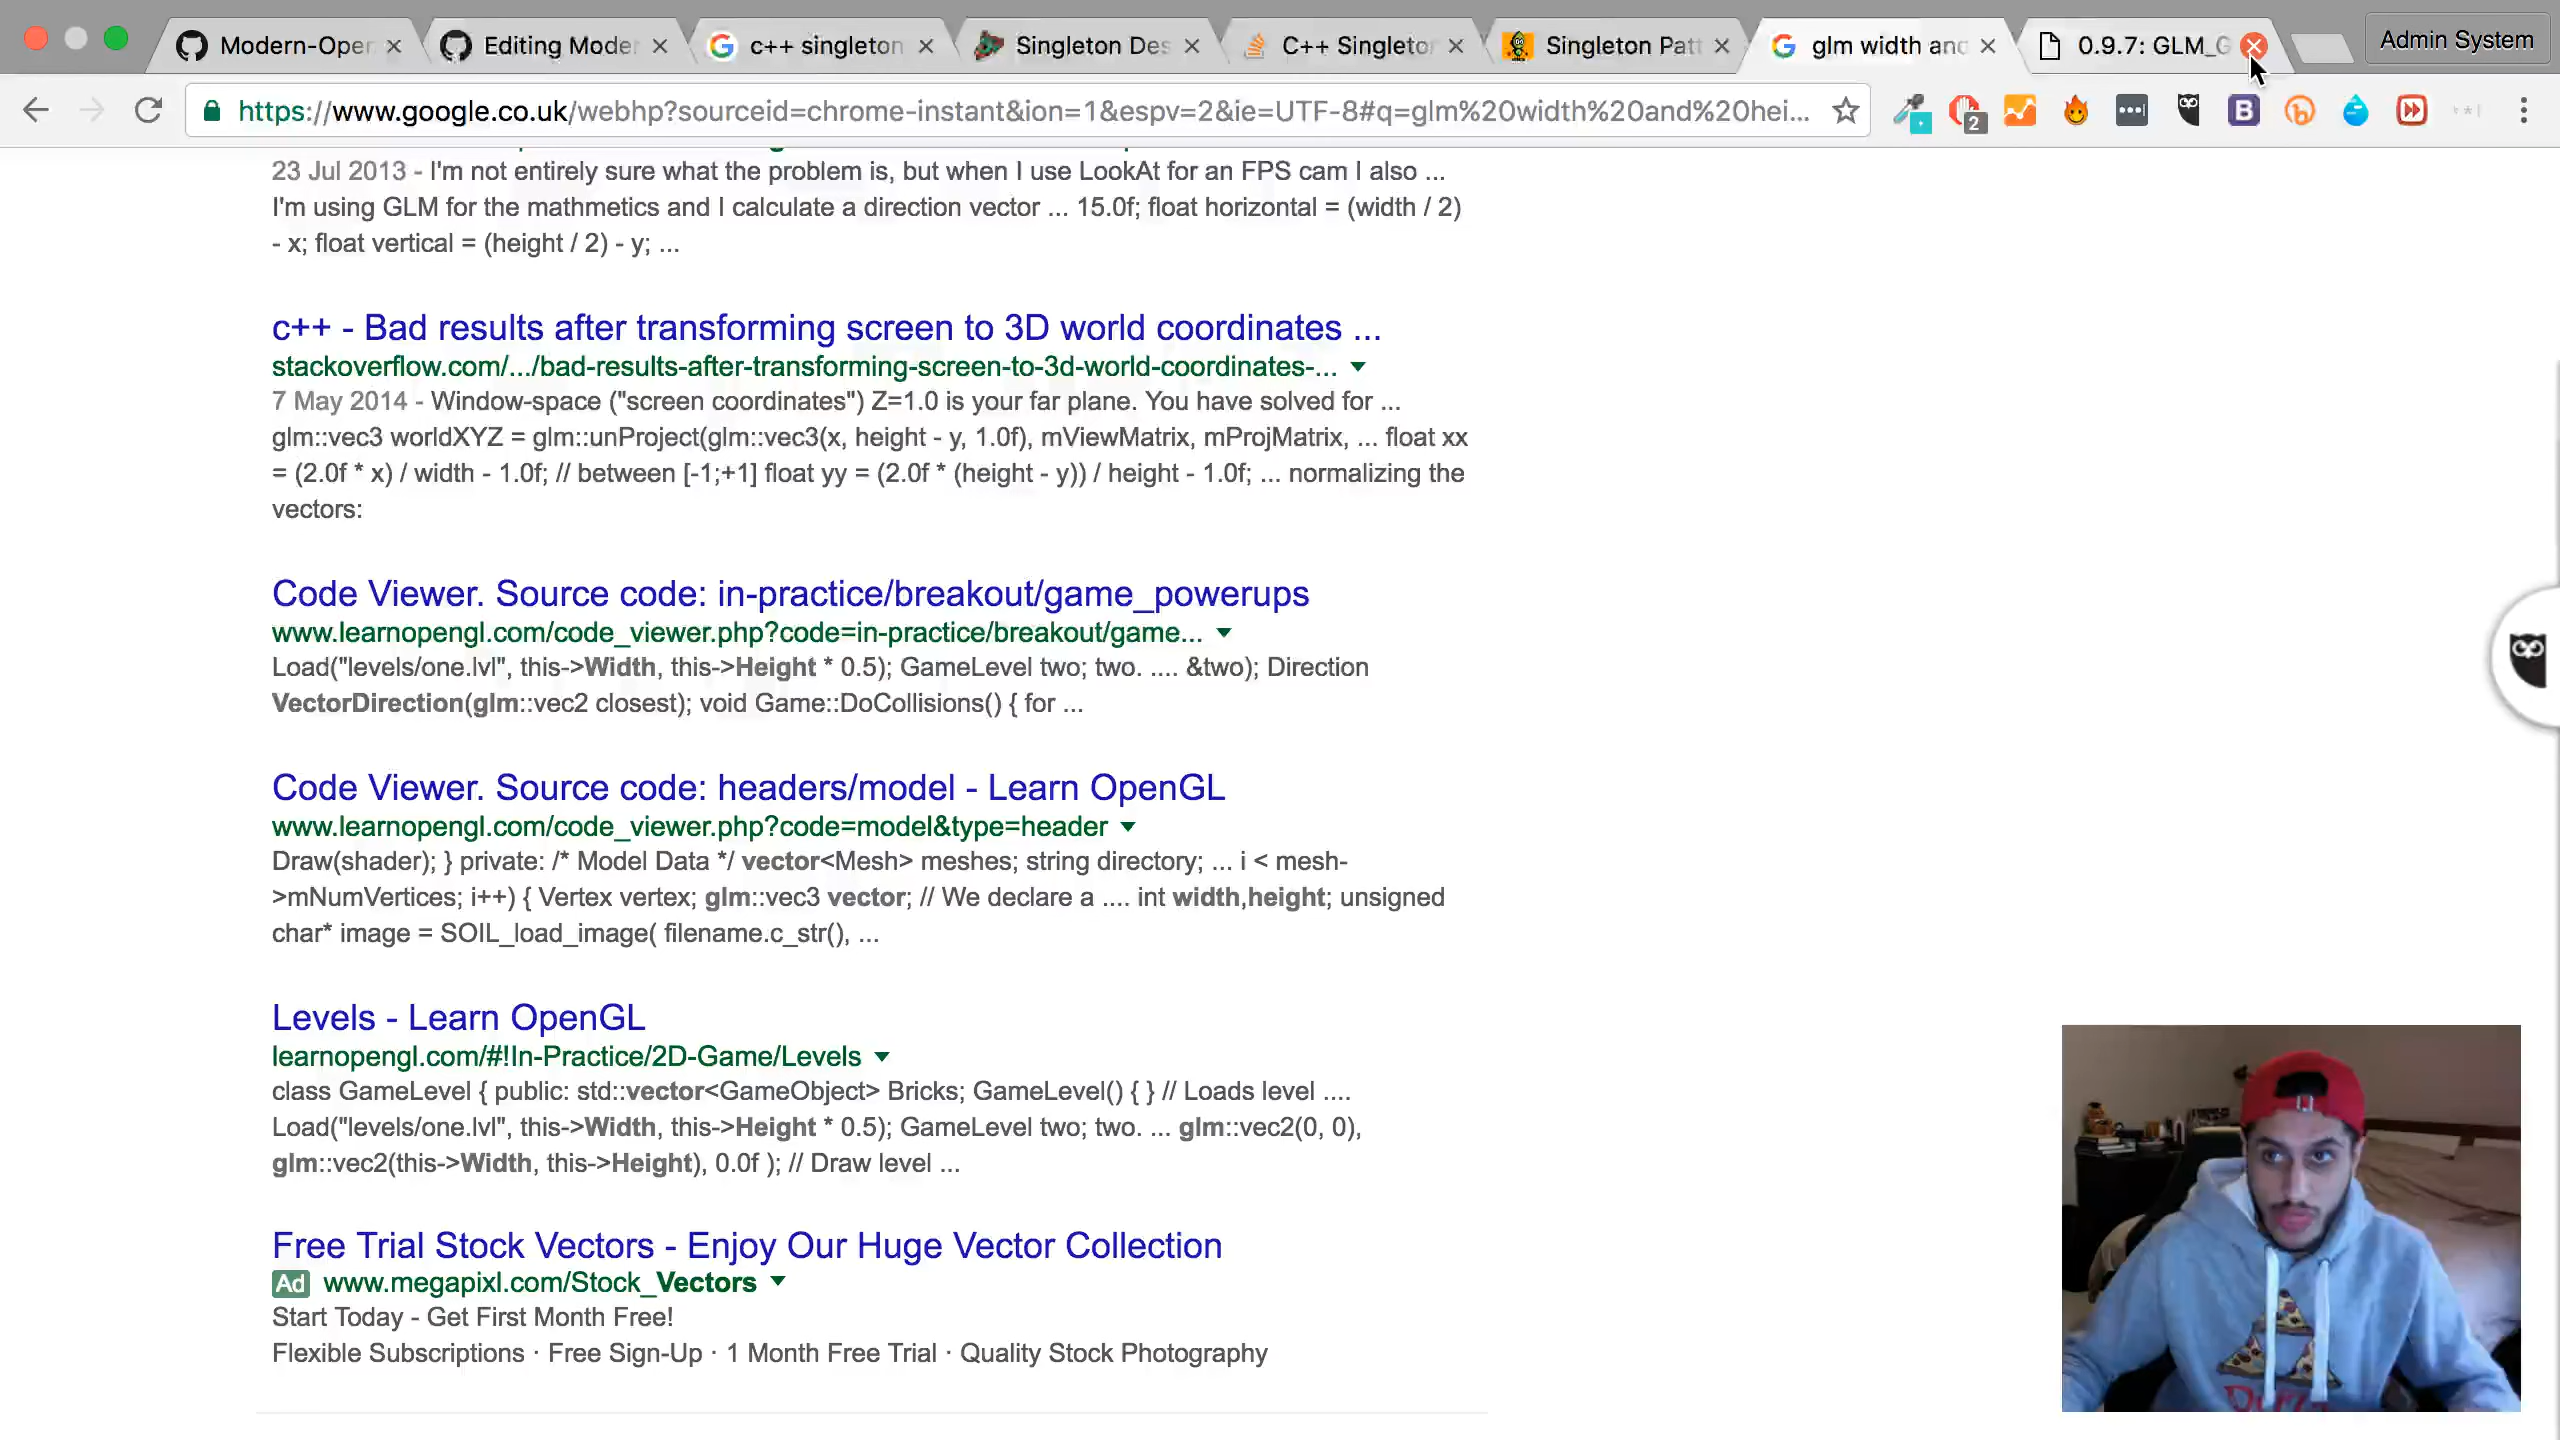 Modern-Oper
Editing Moder
c++ singleton
Singleton Des
C++ Singletor
Singleton Patt
glm width and
0.9.7: GLM_G
Admin System
https://www.google.co.uk/webhp?sourceid=chrome-instant&ion=1&espv=2&ie=UTF-8#q=glm%20width%20and%20hei...
2
B
23 Jul 2013 - I'm not entirely sure what the problem is, but when I use LookAt for an FPS cam I also ...
I'm using GLM for the mathmetics and I calculate a direction vector ... 15.0f; float horizontal = (width / 2)
- x; float vertical = (height / 2) - y; ...
c++ - Bad results after transforming screen to 3D world coordinates ...
stackoverflow.com/.../bad-results-after-transforming-screen-to-3d-world-coordinates-...
7 May 2014 - Window-space ("screen coordinates") Z=1.0 is your far plane. You have solved for ...
glm::vec3 worldXYZ = glm::unProject(glm::vec3(x, height - y, 1.0f), mViewMatrix, mProjMatrix, ... float xx
= (2.0f * x) / width - 1.0f; // between [-1;+1] float yy = (2.0f * (height - y)) / height - 1.0f; ... normalizing the
vectors:
Code Viewer. Source code: in-practice/breakout/game_powerups
www.learnopengl.com/code_viewer.php?code=in-practice/breakout/game...
Load("levels/one.lvl", this->Width, this->Height * 0.5); GameLevel two; two. .... &two); Direction
VectorDirection(glm::vec2 closest); void Game::DoCollisions() { for ...
Code Viewer. Source code: headers/model - Learn OpenGL
www.learnopengl.com/code_viewer.php?code=model&type=header
Draw(shader); } private: /* Model Data */ vector<Mesh> meshes; string directory; ... i < mesh-
>mNumVertices; i++) { Vertex vertex; glm::vec3 vector; // We declare a .... int width,height; unsigned
char* image = SOIL_load_image( filename.c_str(), ...
Levels - Learn OpenGL
learnopengl.com/#!In-Practice/2D-Game/Levels
class GameLevel { public: std::vector<GameObject> Bricks; GameLevel() { } // Loads level ....
Load("levels/one.lvl", this->Width, this->Height * 0.5); GameLevel two; two. ... glm::vec2(0, 0),
glm::vec2(this->Width, this->Height), 0.0f ); // Draw level ...
Free Trial Stock Vectors - Enjoy Our Huge Vector Collection
Ad www.megapixl.com/Stock_Vectors
Start Today - Get First Month Free!
Flexible Subscriptions · Free Sign-Up · 1 Month Free Trial · Quality Stock Photography